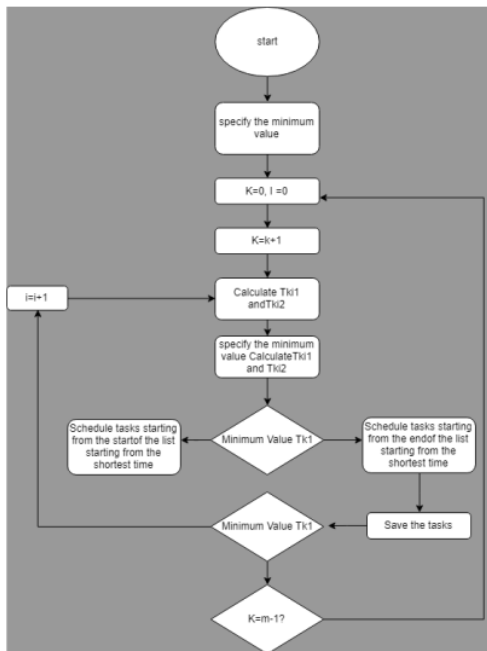 start
specify the minimum
value
K=0, I =0
K=k+1
i=i+1
Calculate Tki1
andTki2
specify the minimum
value CalculateTki1
and Tki2
Schedule tasks starting
from the startof the list
starting from the
shortest time
Minimum Value Tk1
Schedule tasks starting
from the endof the list
starting from the
shortest time
Minimum Value Tk1
Save the tasks
K=m-1?